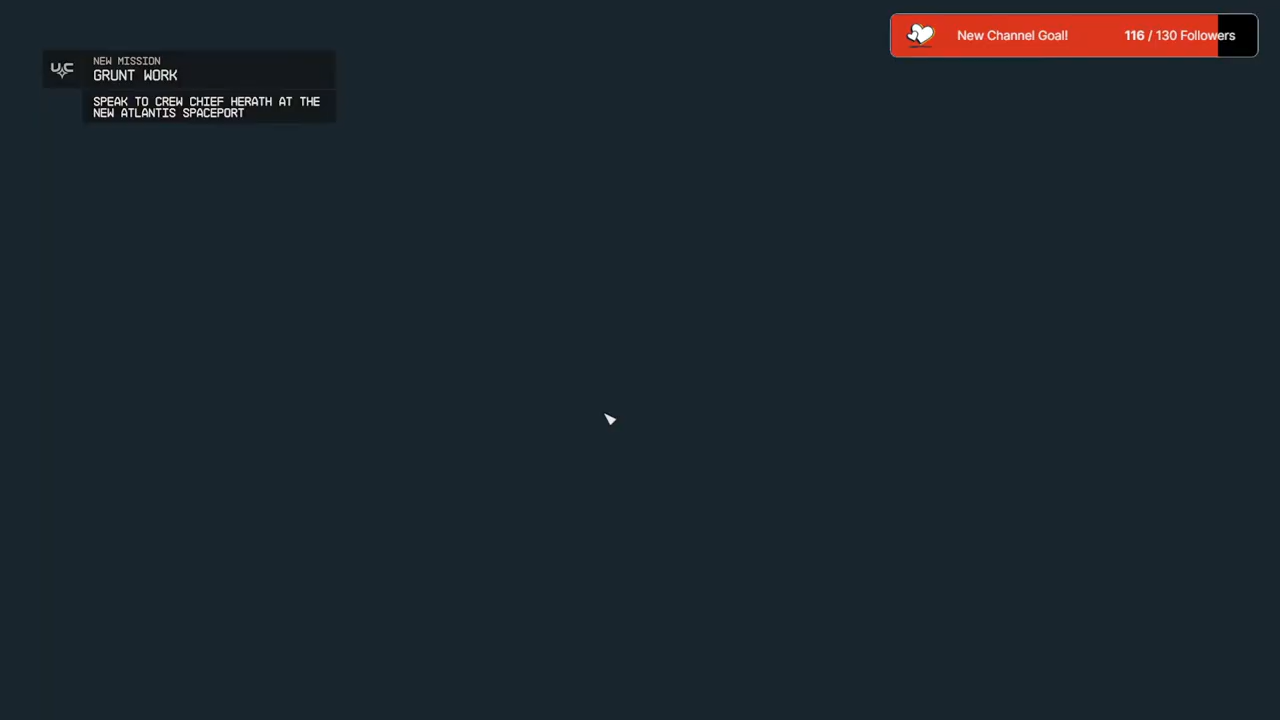 New Channel Goal! 116 / 130 Followers
UC
NEW MISSION
GRUNT WORK
SPEAK TO CREW CHIEF HERATH AT THE
NEW ATLANTIS SPACEPORT